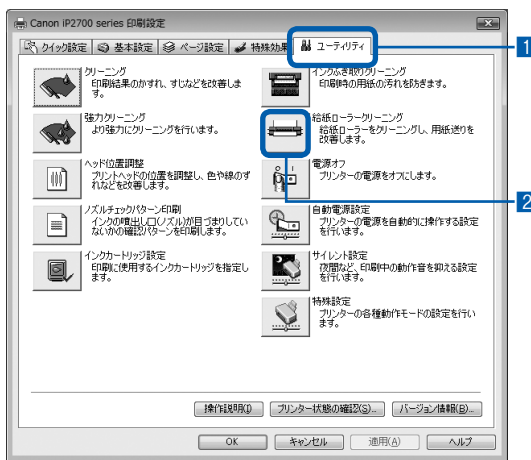 Canon iP2700 series 印刷設定
クイック設定 基本設定 ページ設定 特殊効果 ユーティリティ
1
クリーニング
印刷結果のかすれ、すじなどを改善しま
す。
強力クリーニング
より強力にクリーニングを行います。
ヘッド位置調整
プリントヘッドの位置を調整し、色や線のず
れなどを改善します。
ノズルチェックパターン印刷
インクの噴出し口(ノズル)が目づまりしてい
ないかの確認パターンを印刷します。
インクカートリッジ設定
印刷に使用するインクカートリッジを指定し
ます。
インクふき取りクリーニング
印刷時の用紙の汚れを防ぎます。
給紙ローラークリーニング
給紙ローラーをクリーニングし、用紙送りを
改善します。
2
電源オフ
プリンターの電源をオフにします。
自動電源設定
プリンターの電源を自動的に操作する設定
を行います。
サイレント設定
夜間など、印刷中の動作音を抑える設定
を行います。
特殊設定
プリンターの各種動作モードの設定を行い
ます。
操作説明(I) プリンター状態の確認(S)... バージョン情報(B)...
OK キャンセル 適用(A) ヘルプ